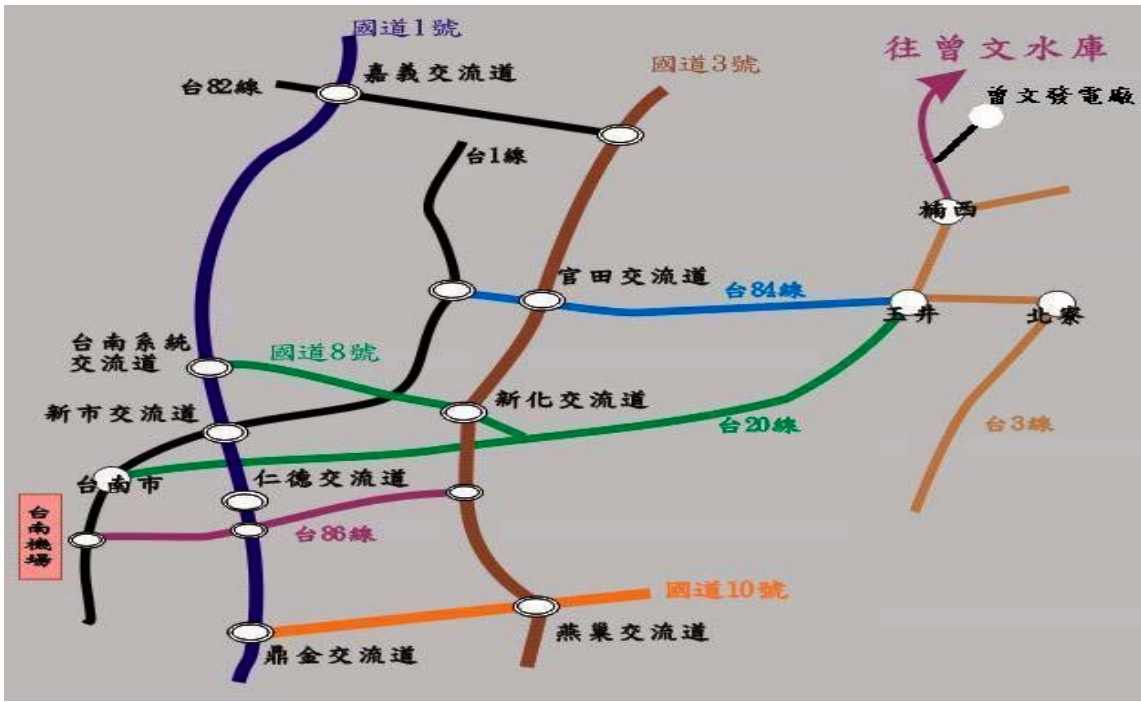 國道1號
往曾文水庫
國道3號
嘉義交流道
台82線
曾文發電廠
台1線
楠西
官田交流道
台84線
玉井
北寮
台南系統
交流道
國道8號
新化交流道
新市交流道
台20線
台3線
台南市
仁德交流道
台南機場
台86線
國道10號
燕巢交流道
鼎金交流道